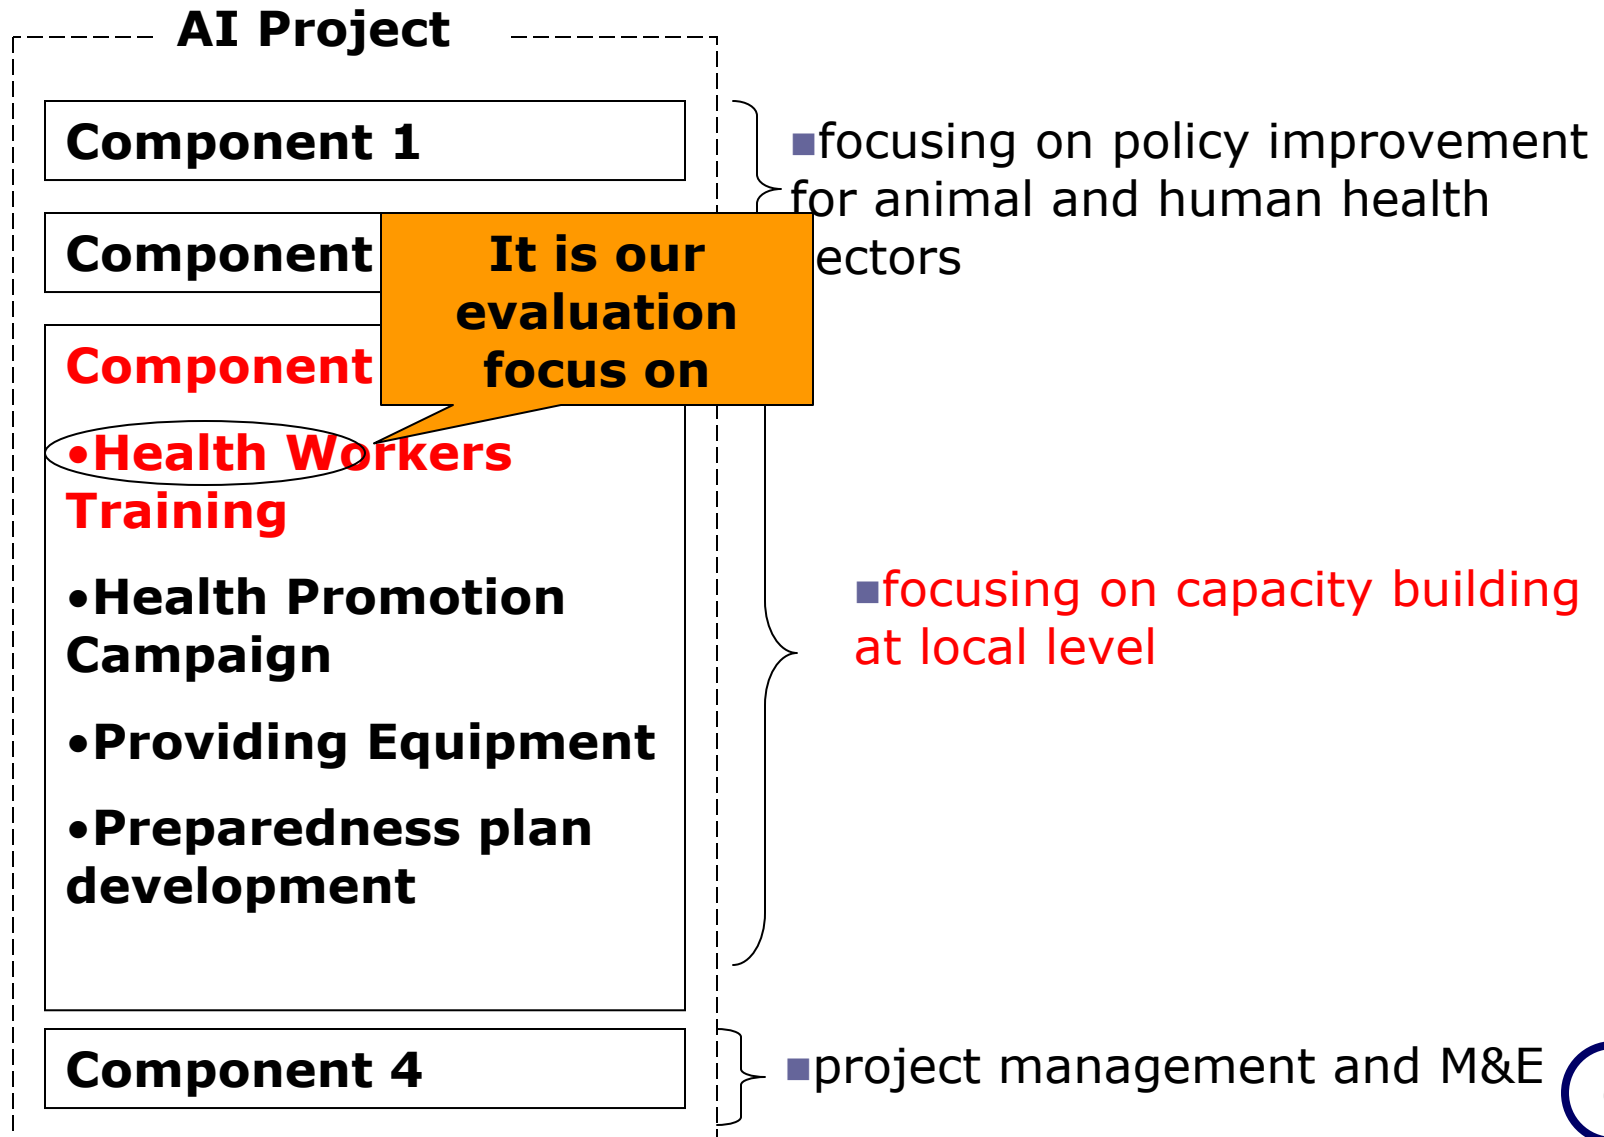 AI Project
Component 1
■focusing on policy improvement
for animal and human health
ectors
Component
It is our
evaluation
focus on
Component
•Health Workers
Training
•Health Promotion
Campaign
•Providing Equipment
•Preparedness plan
development
■focusing on capacity building
at local level
Component 4
■project management and M&E